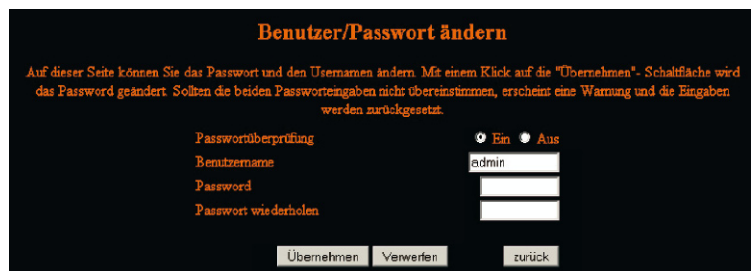 Benutzer/Passwort ändern
Auf dieser Seite können Sie das Passwort und den Usernamen ändern. Mit einem Klick auf die "Übernehmen"- Schaltfläche wird
das Password geändert. Sollten die beiden Passworteingaben nicht übereinstimmen, erscheint eine Warnung und die Eingaben
werden zurückgesetzt.
Passwortüberprüfung Ein Aus
Benutzername admin
Password
Passwort wiederholen
Übernehmen Verwerfen zurück